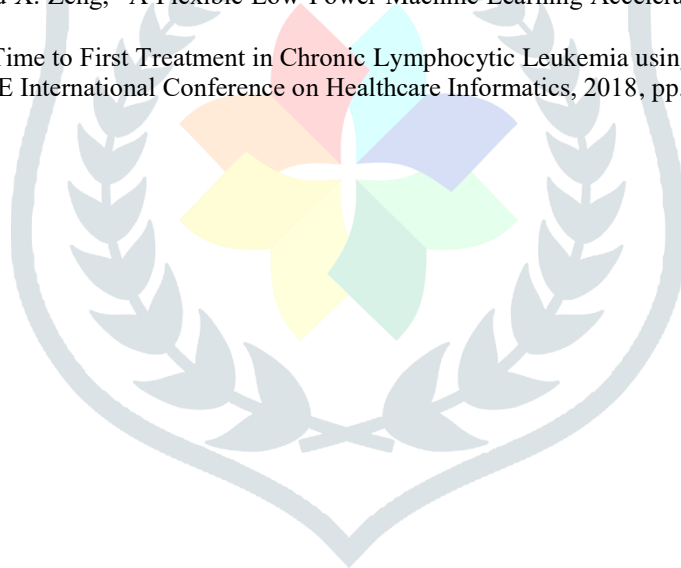 d X. Zeng, "A Flexible Low-Power Machine Learning Accelera
Time to First Treatment in Chronic Lymphocytic Leukemia using
E International Conference on Healthcare Informatics, 2018, pp.